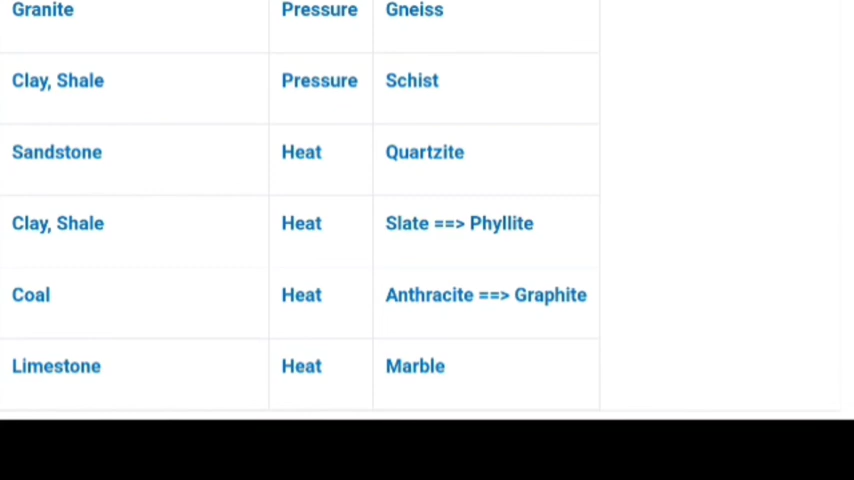 Granite Pressure Gneiss
Clay, Shale Pressure Schist
Sandstone Heat Quartzite
Clay, Shale Heat Slate ==> Phyllite
Coal Heat Anthracite ==> Graphite
Limestone Heat Marble